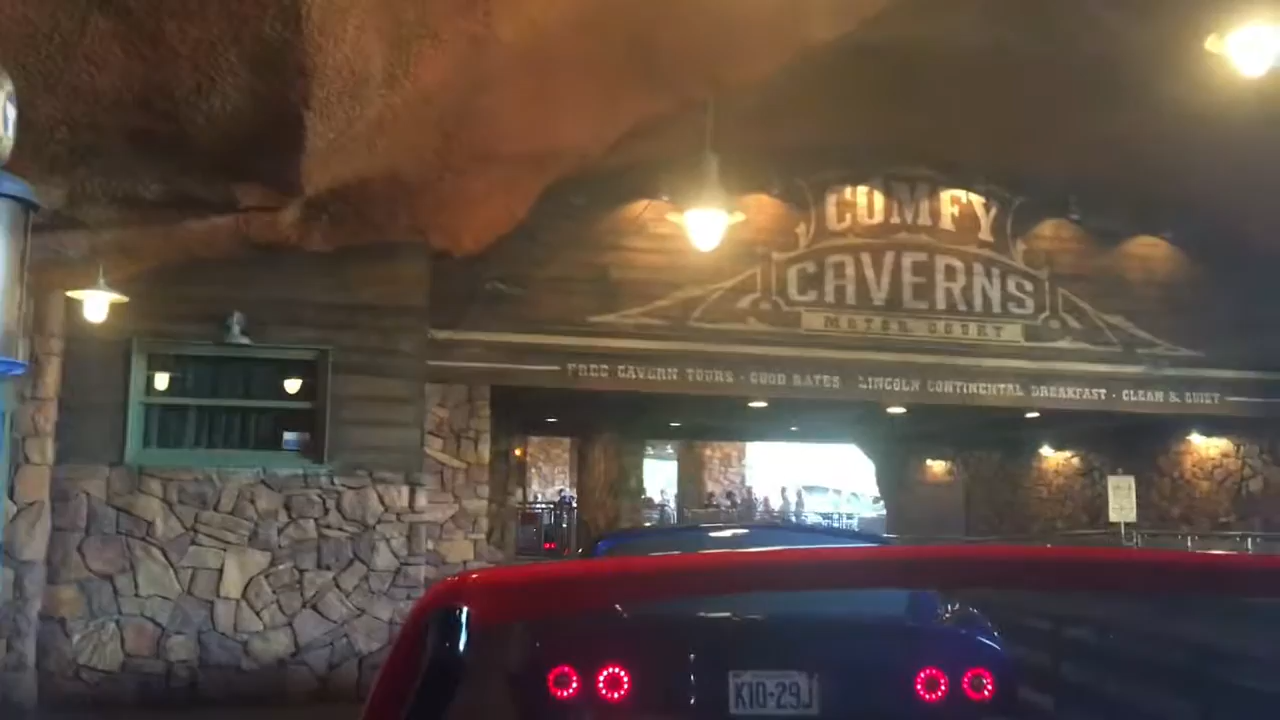 COMFY
CAVERNS
MOTOR COURT
FREE CAVERN TOURS · GOOD RATES · LINCOLN CONTINENTAL BREAKFAST · CLEAN & QUIET
K10-29J